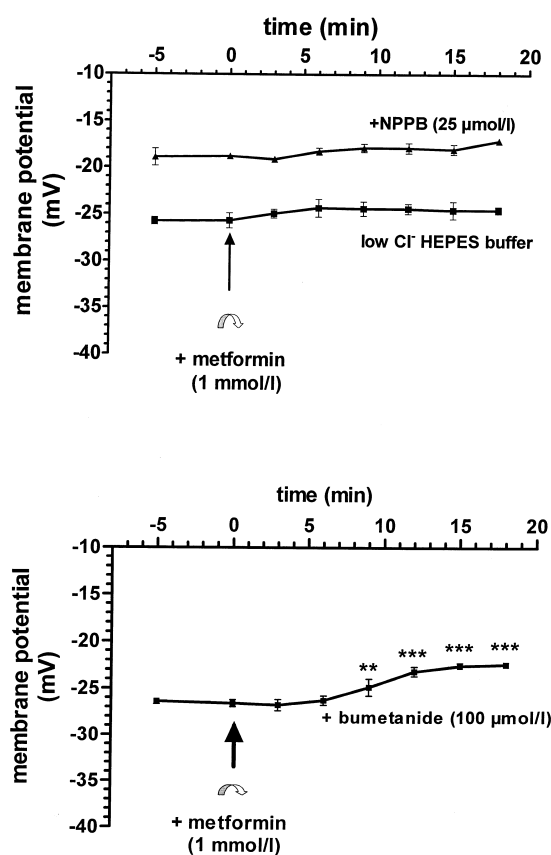 time (min)
-5 0 5 10 15 20
-10
-15
-20
-25
-30
-35
-40
membrane potential
(mV)
+NPPB (25 µmol/l)
low Cl- HEPES buffer
+ metformin
(1 mmol/l)
time (min)
-5 0 5 10 15 20
-10
-15
-20
-25
-30
-35
-40
membrane potential
(mV)
** *** *** ***
+ bumetanide (100 µmol/l)
+ metformin
(1 mmol/l)